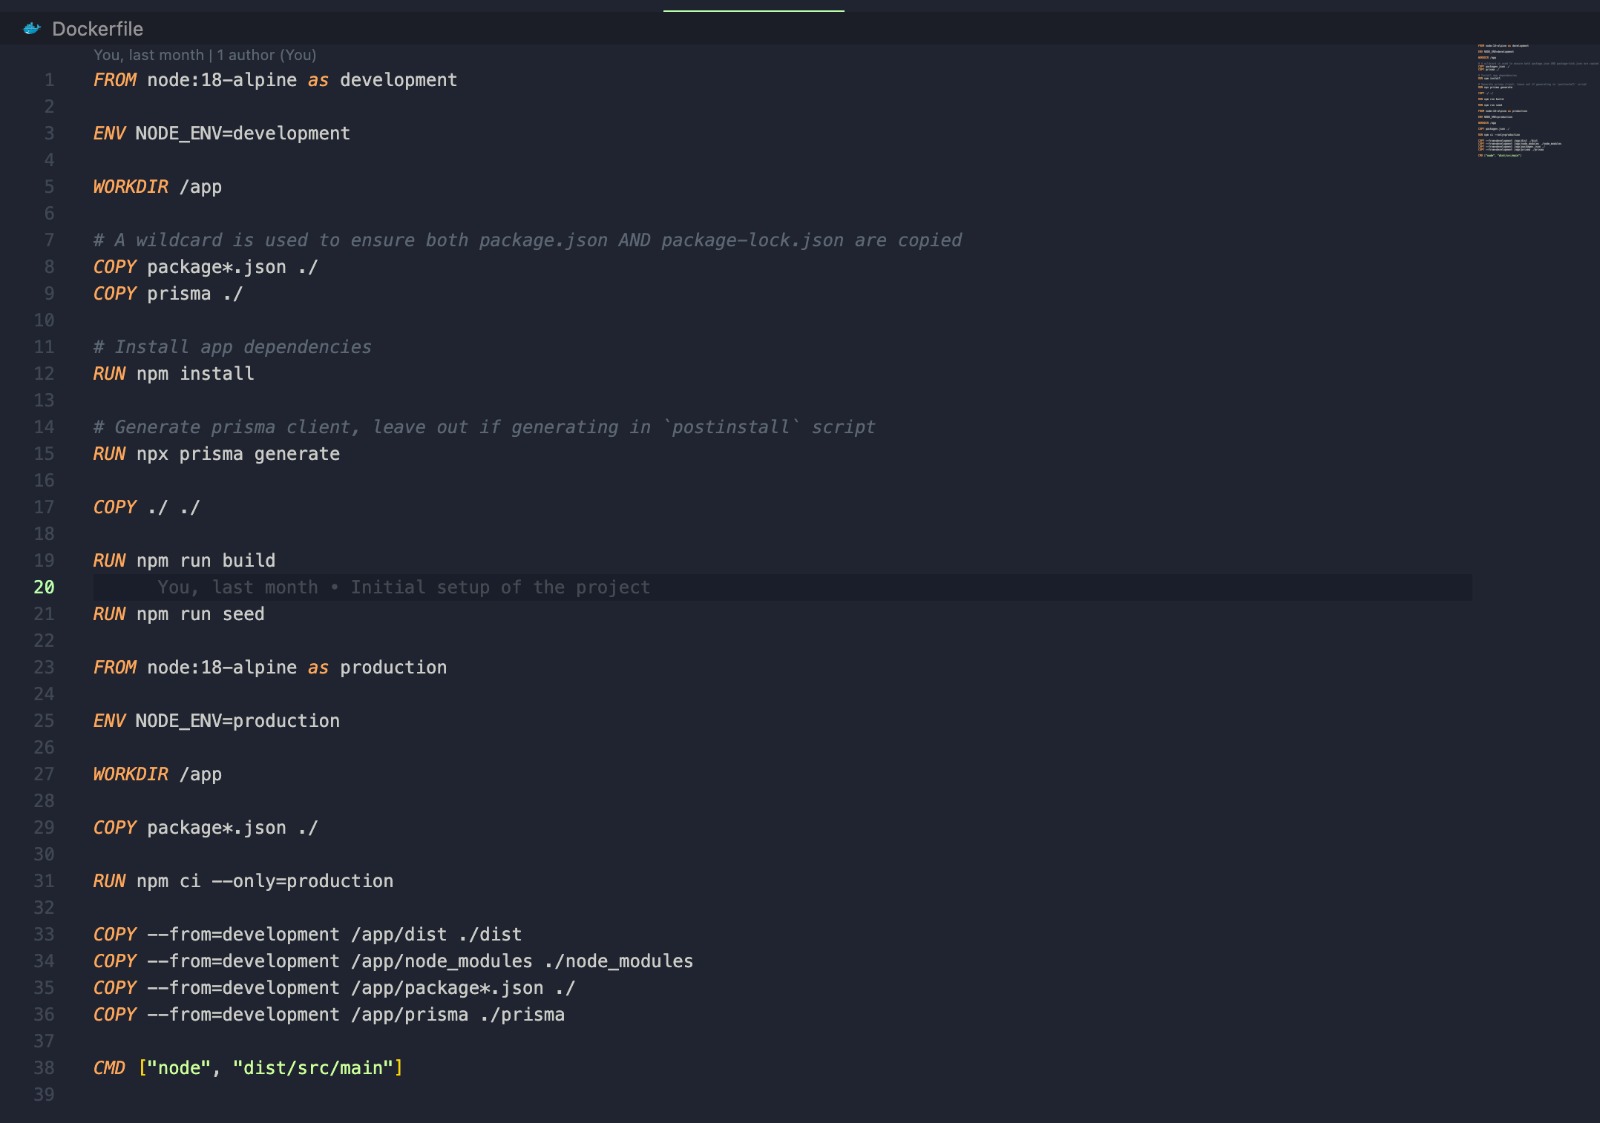 Dockerfile
You, last month | 1 author (You)
1 FROM node:18-alpine as development
2
3 ENV NODE_ENV=development
4
5 WORKDIR /app
6
7 # A wildcard is used to ensure both package.json AND package-lock.json are copied
8 COPY package*.json ./
9 COPY prisma ./
10
11 # Install app dependencies
12 RUN npm install
13
14 # Generate prisma client, leave out if generating in `postinstall` script
15 RUN npx prisma generate
16
17 COPY ./ ./
18
19 RUN npm run build
20 You, last month • Initial setup of the project
21 RUN npm run seed
22
23 FROM node:18-alpine as production
24
25 ENV NODE_ENV=production
26
27 WORKDIR /app
28
29 COPY package*.json ./
30
31 RUN npm ci --only=production
32
33 COPY --from=development /app/dist ./dist
34 COPY --from=development /app/node_modules ./node_modules
35 COPY --from=development /app/package*.json ./
36 COPY --from=development /app/prisma ./prisma
37
38 CMD ["node", "dist/src/main"]
39